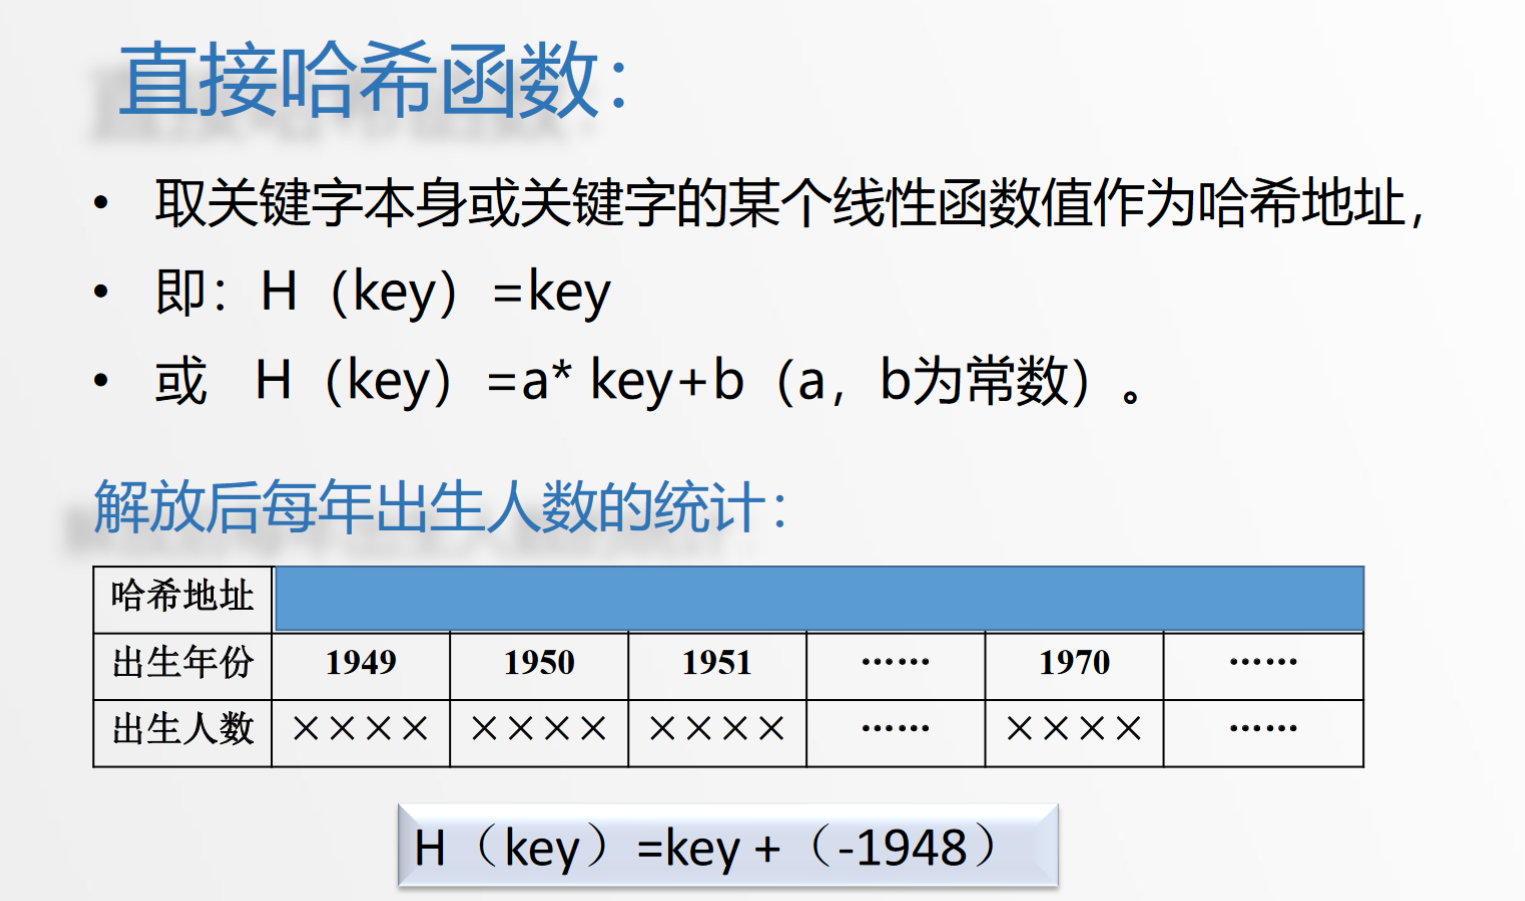 直接哈希函数：
• 取关键字本身或关键字的某个线性函数值作为哈希地址，
• 即：H（key）=key
• 或 H（key）=a* key+b（a，b为常数）。
解放后每年出生人数的统计：
哈希地址
出生年份 1949 1950 1951 …… 1970 ……
出生人数 ×××× ×××× ×××× …… ×××× ……
H（key）=key +（-1948）